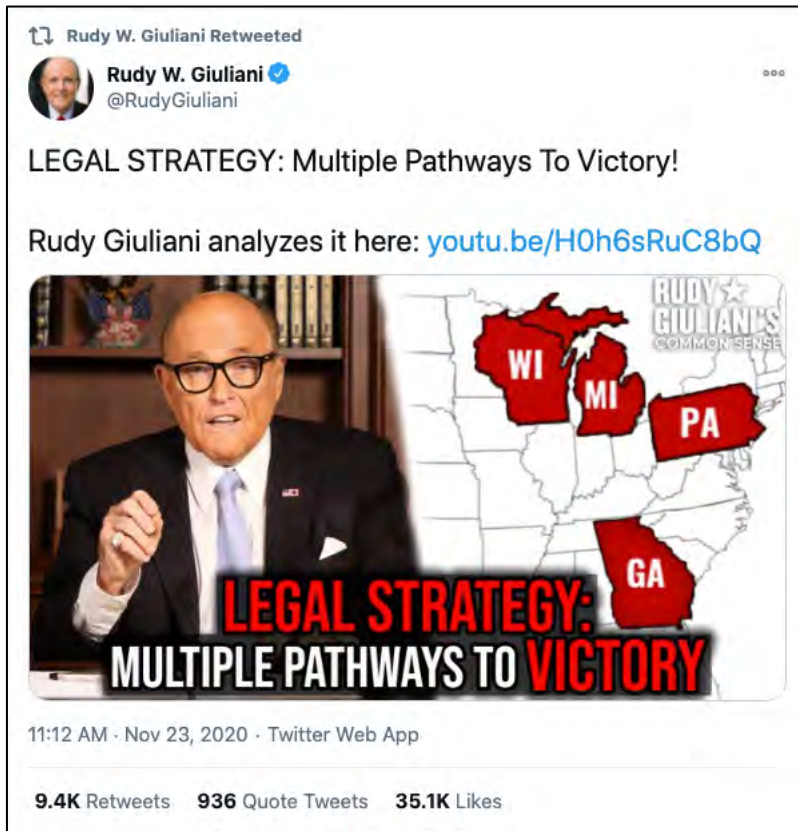 Rudy W. Giuliani Retweeted
Rudy W. Giuliani
@RudyGiuliani
LEGAL STRATEGY: Multiple Pathways To Victory!
Rudy Giuliani analyzes it here: youtu.be/H0h6sRuC8bQ
RUDY
GIULIANI'S
COMMON SENSE
WI
MI
PA
GA
LEGAL STRATEGY:
MULTIPLE PATHWAYS TO VICTORY
11:12 AM · Nov 23, 2020 · Twitter Web App
9.4K Retweets 936 Quote Tweets 35.1K Likes